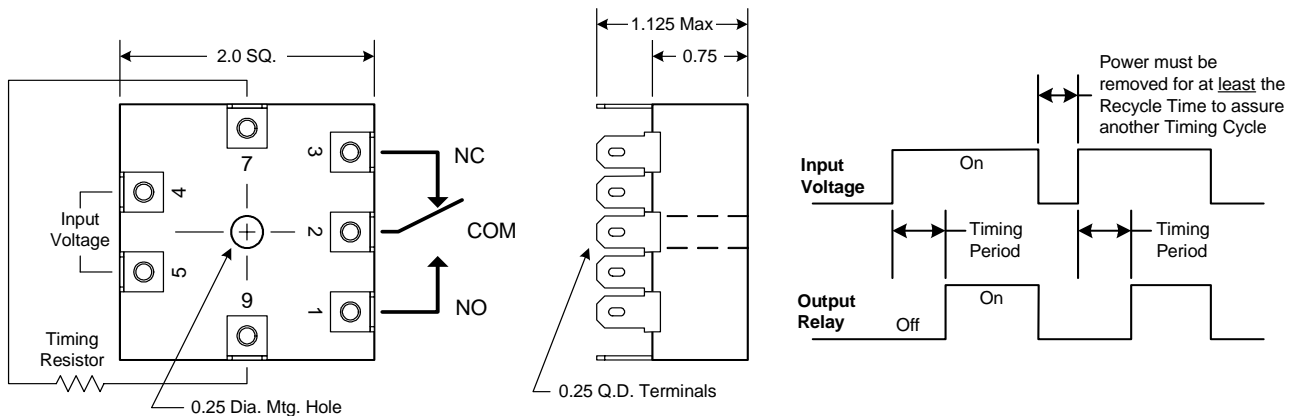 2.0 SQ.
7
3
NC
4
Input
Voltage
2
COM
5
9
1
NO
Timing
Resistor
0.25 Dia. Mtg. Hole
1.125 Max
0.75
0.25 Q.D. Terminals
Power must be
removed for at least the
Recycle Time to assure
another Timing Cycle
Input
Voltage
On
Timing
Period
Timing
Period
Output
Relay
Off
On